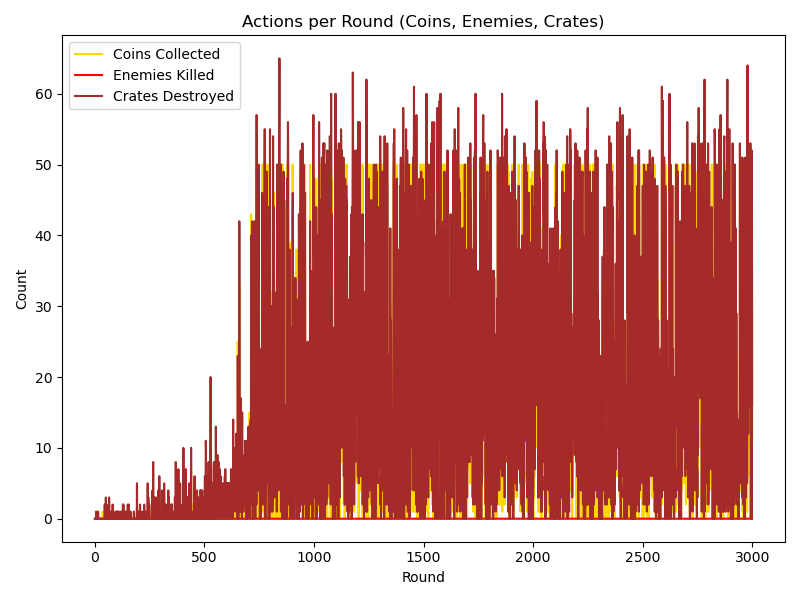 Actions per Round (Coins, Enemies, Crates)
Coins Collected
Enemies Killed
Crates Destroyed
60
50
40
30
20
10
0
Count
0 500 1000 1500 2000 2500 3000
Round